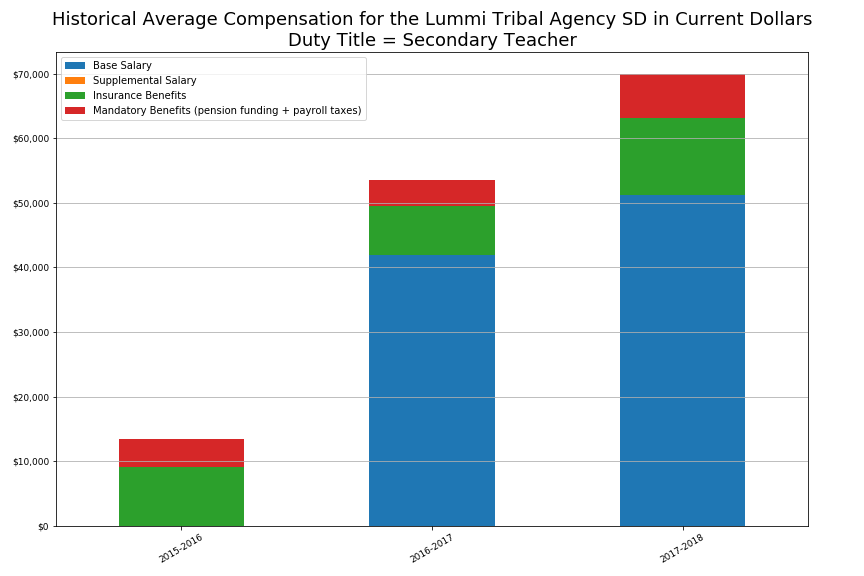 Historical Average Compensation for the Lummi Tribal Agency SD in Current Dollars
Duty Title = Secondary Teacher
Base Salary
Supplemental Salary
Insurance Benefits
Mandatory Benefits (pension funding + payroll taxes)
$70,000
$60,000
$50,000
$40,000
$30,000
$20,000
$10,000
$0
2015-2016
2016-2017
2017-2018